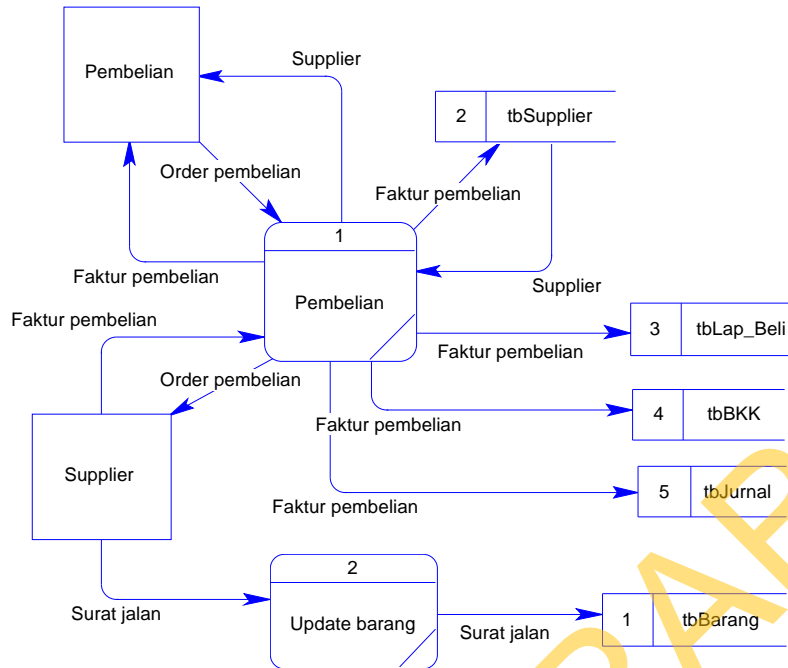 Supplier
Pembelian
2 tbSupplier
Order pembelian
Faktur pembelian
1
Faktur pembelian
Supplier
Pembelian
Faktur pembelian
3 tbLap_Beli
Faktur pembelian
Order pembelian
4 tbBKK
Faktur pembelian
Supplier
5 tbJurnal
Faktur pembelian
2
Surat jalan
Update barang
Surat jalan
1 tbBarang